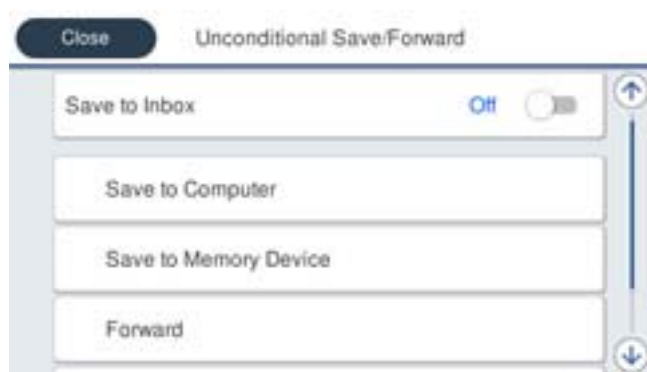 Close Unconditional Save/Forward
Save to Inbox Off
Save to Computer
Save to Memory Device
Forward